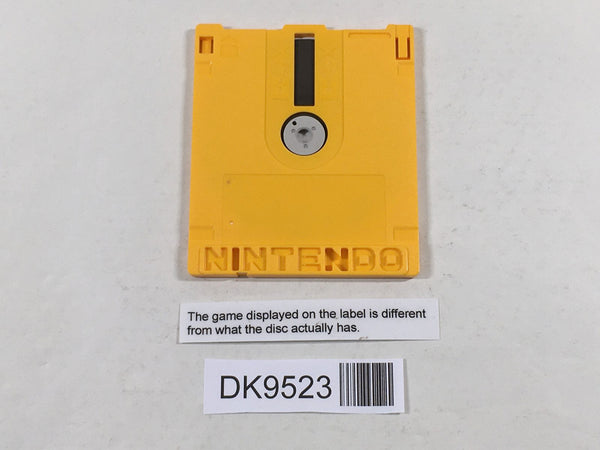 NINTENDO
The game displayed on the label is different
from what the disc actually has.
DK9523